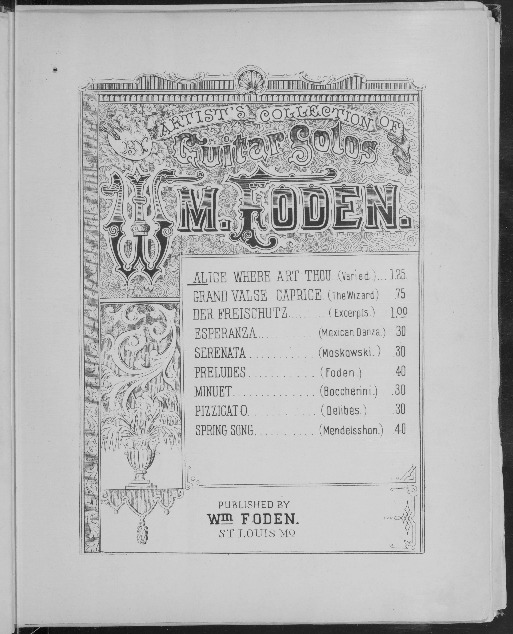 ARTIST'S COLLECTION OF
Guitar Solos
WM. FODEN.
ALICE WHERE ART THOU (Varied.)... 1.25
GRAND VALSE CAPRICE (The Wizard.) .75
DER FREISCHUTZ........(Excerpts.) 1.00
ESPERANZA............(Mexican Danza.) 30
SERENATA............(Moskowski.) 30
PRELUDES.............(Foden.) 40
MINUET...............(Boccherini.) .30
PIZZICATO............(Delibes.) 30
SPRING SONG..........(Mendelsshon.) 40
PUBLISHED BY
Wm FODEN.
ST LOUIS MO